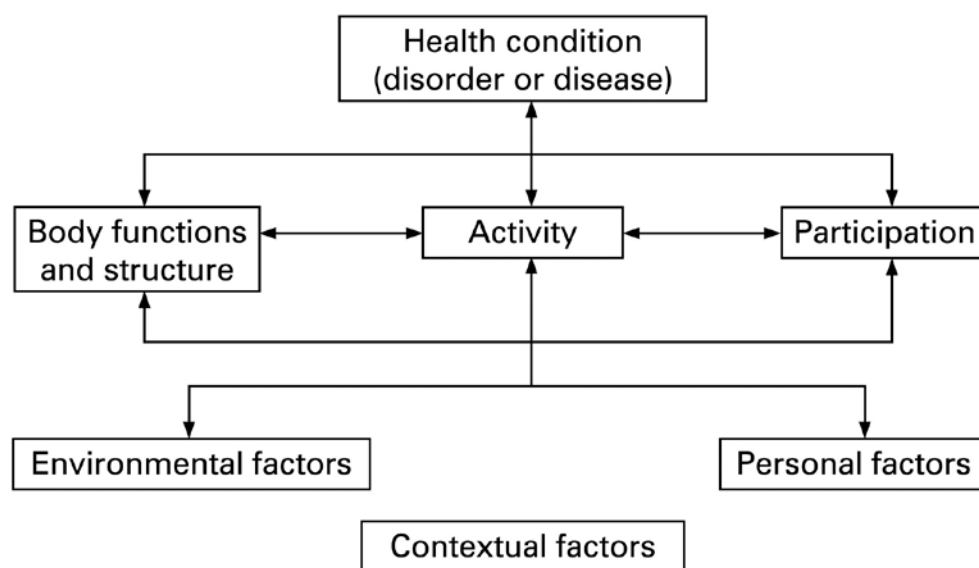 Health condition
(disorder or disease)
Body functions
and structure
Activity
Participation
Environmental factors
Personal factors
Contextual factors